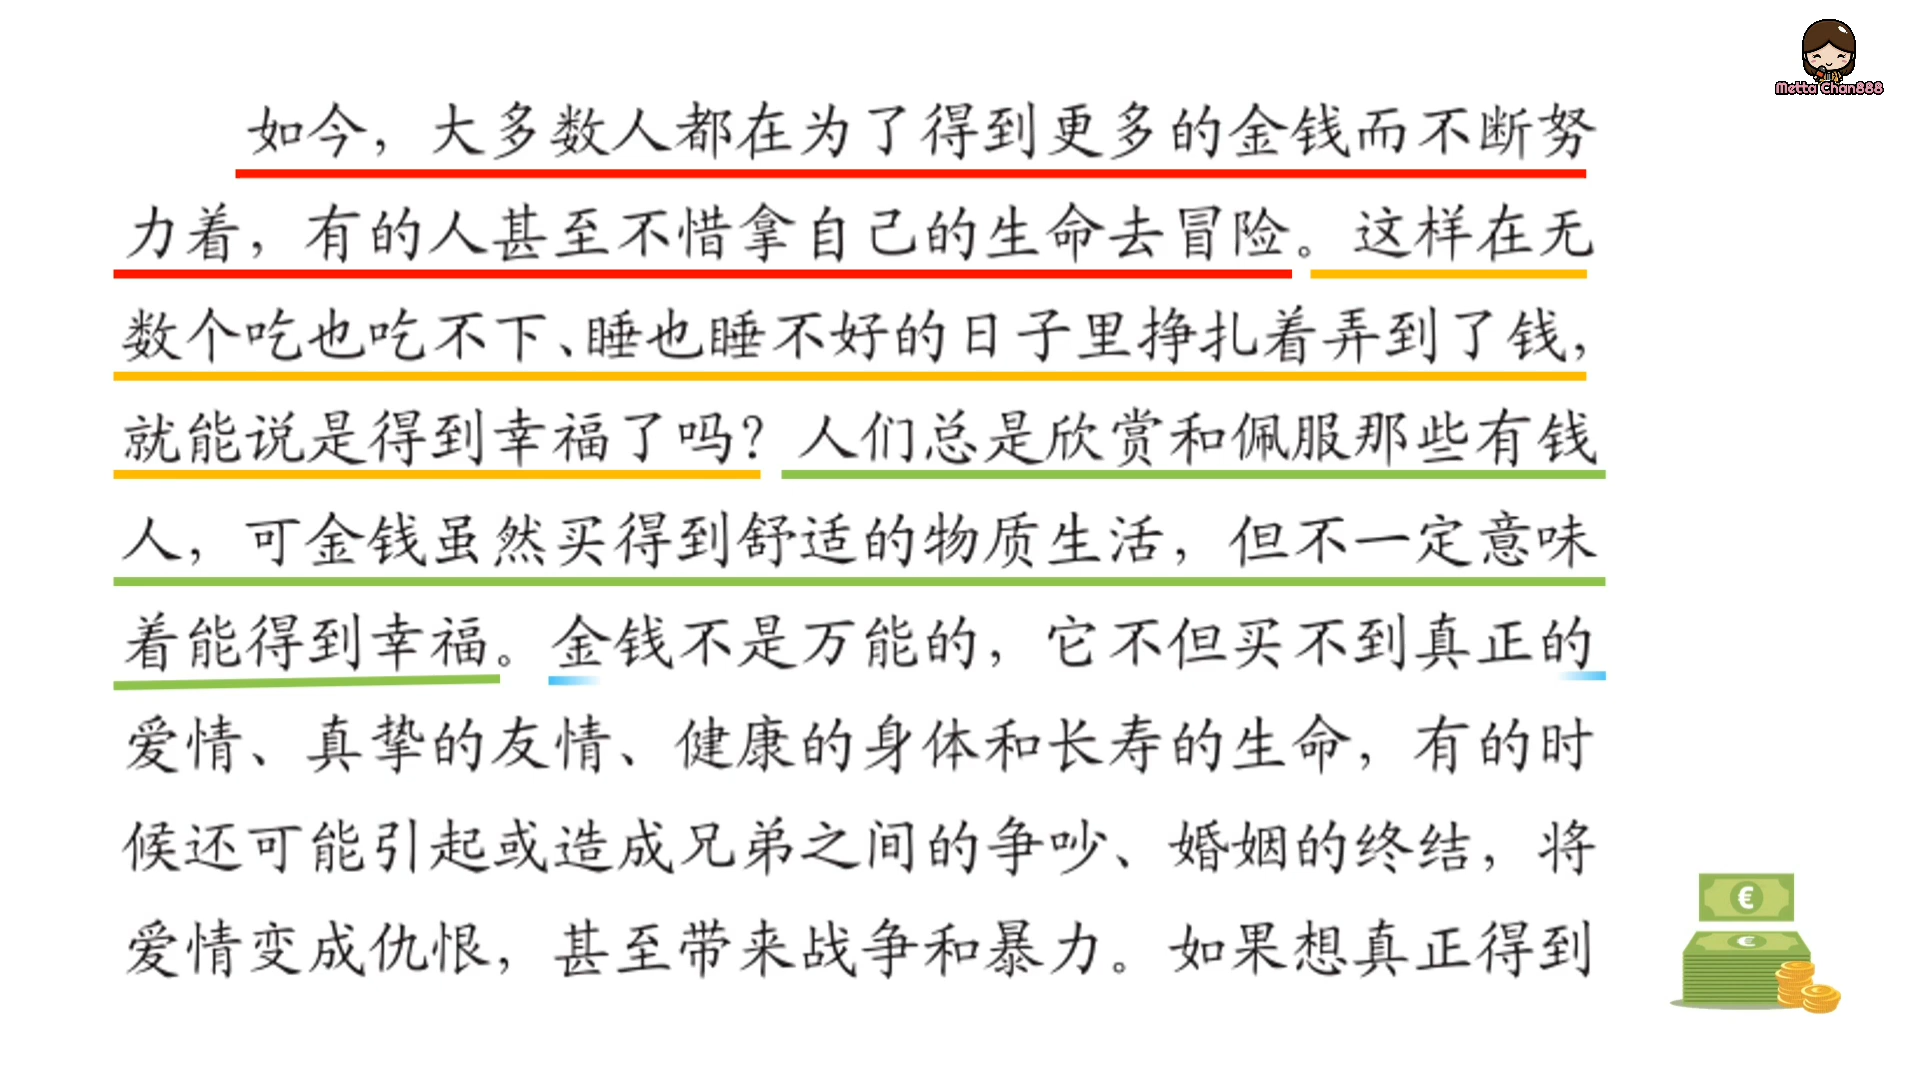 Metta Chan888
如今，大多数人都在为了得到更多的金钱而不断努
力着，有的人甚至不惜拿自己的生命去冒险。这样在无
数个吃也吃不下、睡也睡不好的日子里挣扎着弄到了钱，
就能说是得到幸福了吗？人们总是欣赏和佩服那些有钱
人，可金钱虽然买得到舒适的物质生活，但不一定意味
着能得到幸福。金钱不是万能的，它不但买不到真正的
爱情、真挚的友情、健康的身体和长寿的生命，有的时
候还可能引起或造成兄弟之间的争吵、婚姻的终结，将
爱情变成仇恨，甚至带来战争和暴力。如果想真正得到
€
€